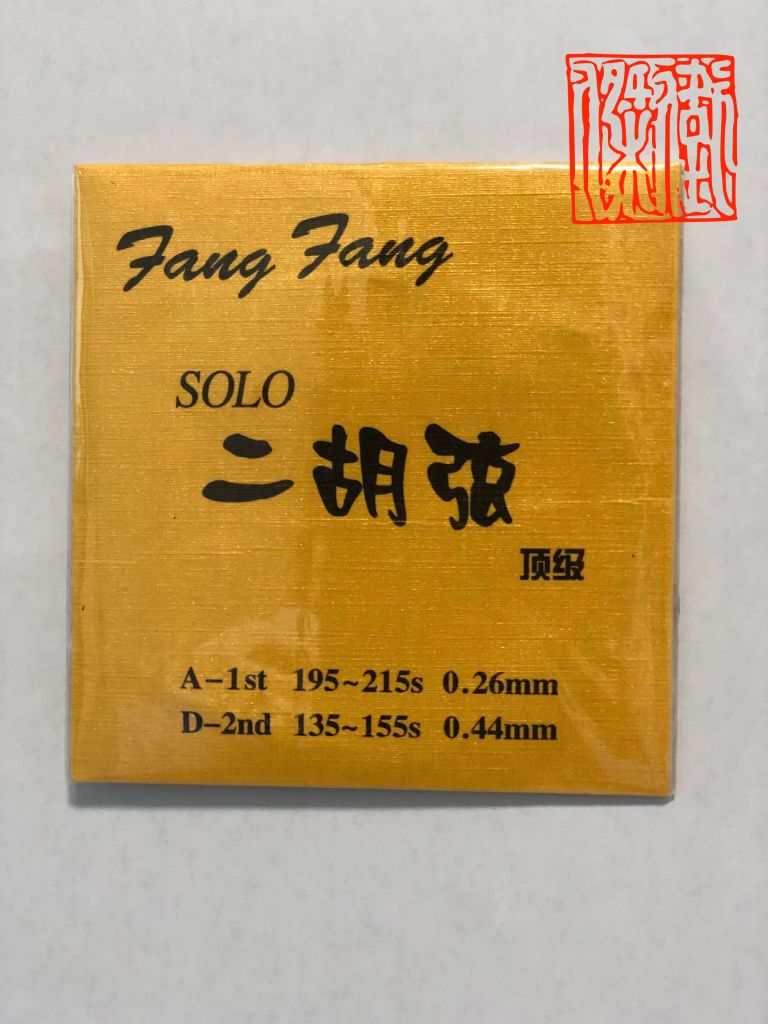 Fang Fang
SOLO
二胡弦
顶级
A-1st 195~215s 0.26mm
D-2nd 135~155s 0.44mm